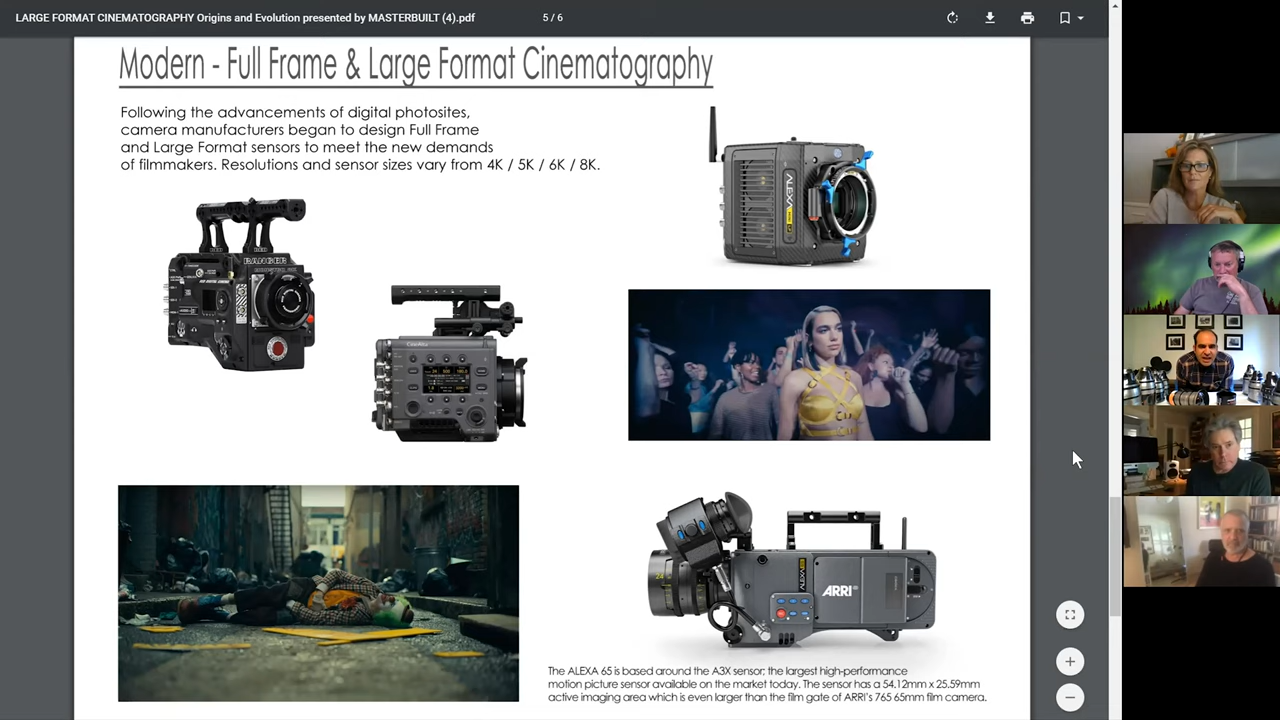 LARGE FORMAT CINEMATOGRAPHY Origins and Evolution presented by MASTERBUILT (4).pdf
5 / 6
Modern - Full Frame & Large Format Cinematography
Following the advancements of digital photosites,
camera manufacturers began to design Full Frame
and Large Format sensors to meet the new demands
of filmmakers. Resolutions and sensor sizes vary from 4K / 5K / 6K / 8K.
ALEXA
RANGER
CineAlta
ALEXA
ARRI
24
The ALEXA 65 is based around the A3X sensor; the largest high-performance
motion picture sensor available on the market today. The sensor has a 54.12mm x 25.59mm
active imaging area which is even larger than the film gate of ARRI's 765 65mm film camera.